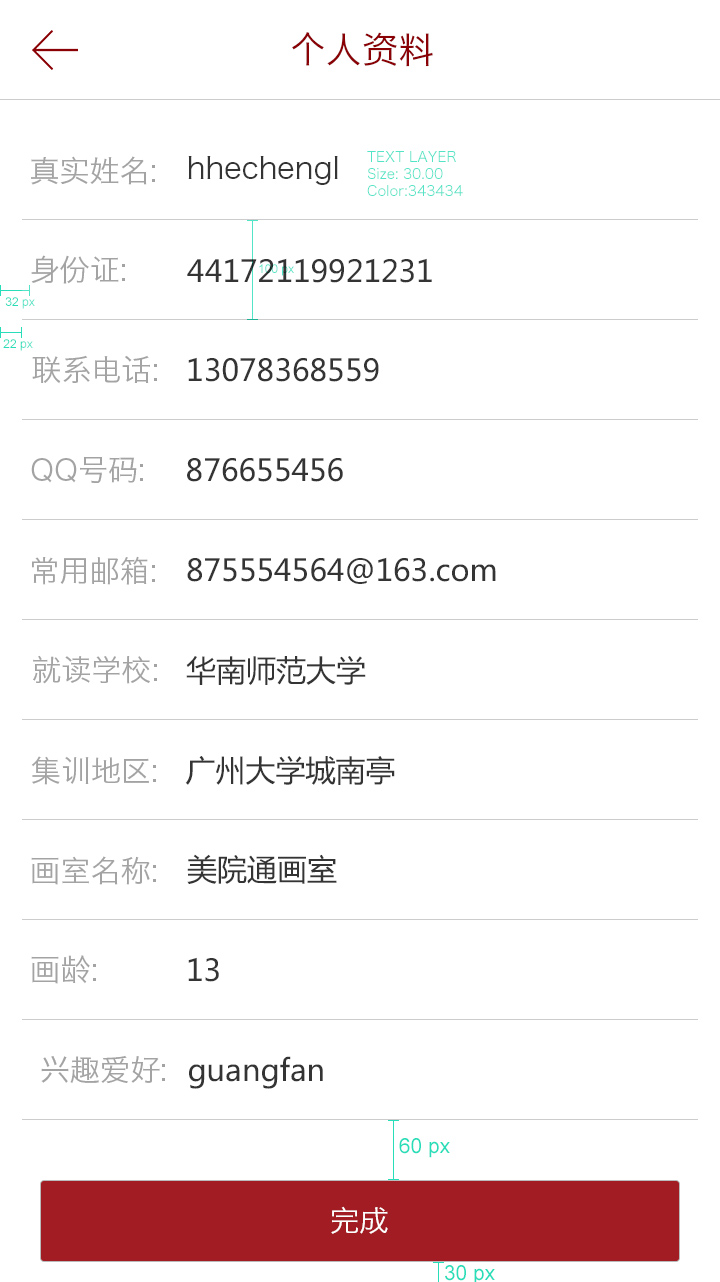 个人资料
真实姓名: hhechengl
TEXT LAYER
Size: 30.00
Color:343434
身份证: 44172119921231
100 px
32 px
22 px
联系电话: 13078368559
QQ号码: 876655456
常用邮箱: 875554564@163.com
就读学校: 华南师范大学
集训地区: 广州大学城南亭
画室名称: 美院通画室
画龄: 13
兴趣爱好: guangfan
60 px
完成
30 px